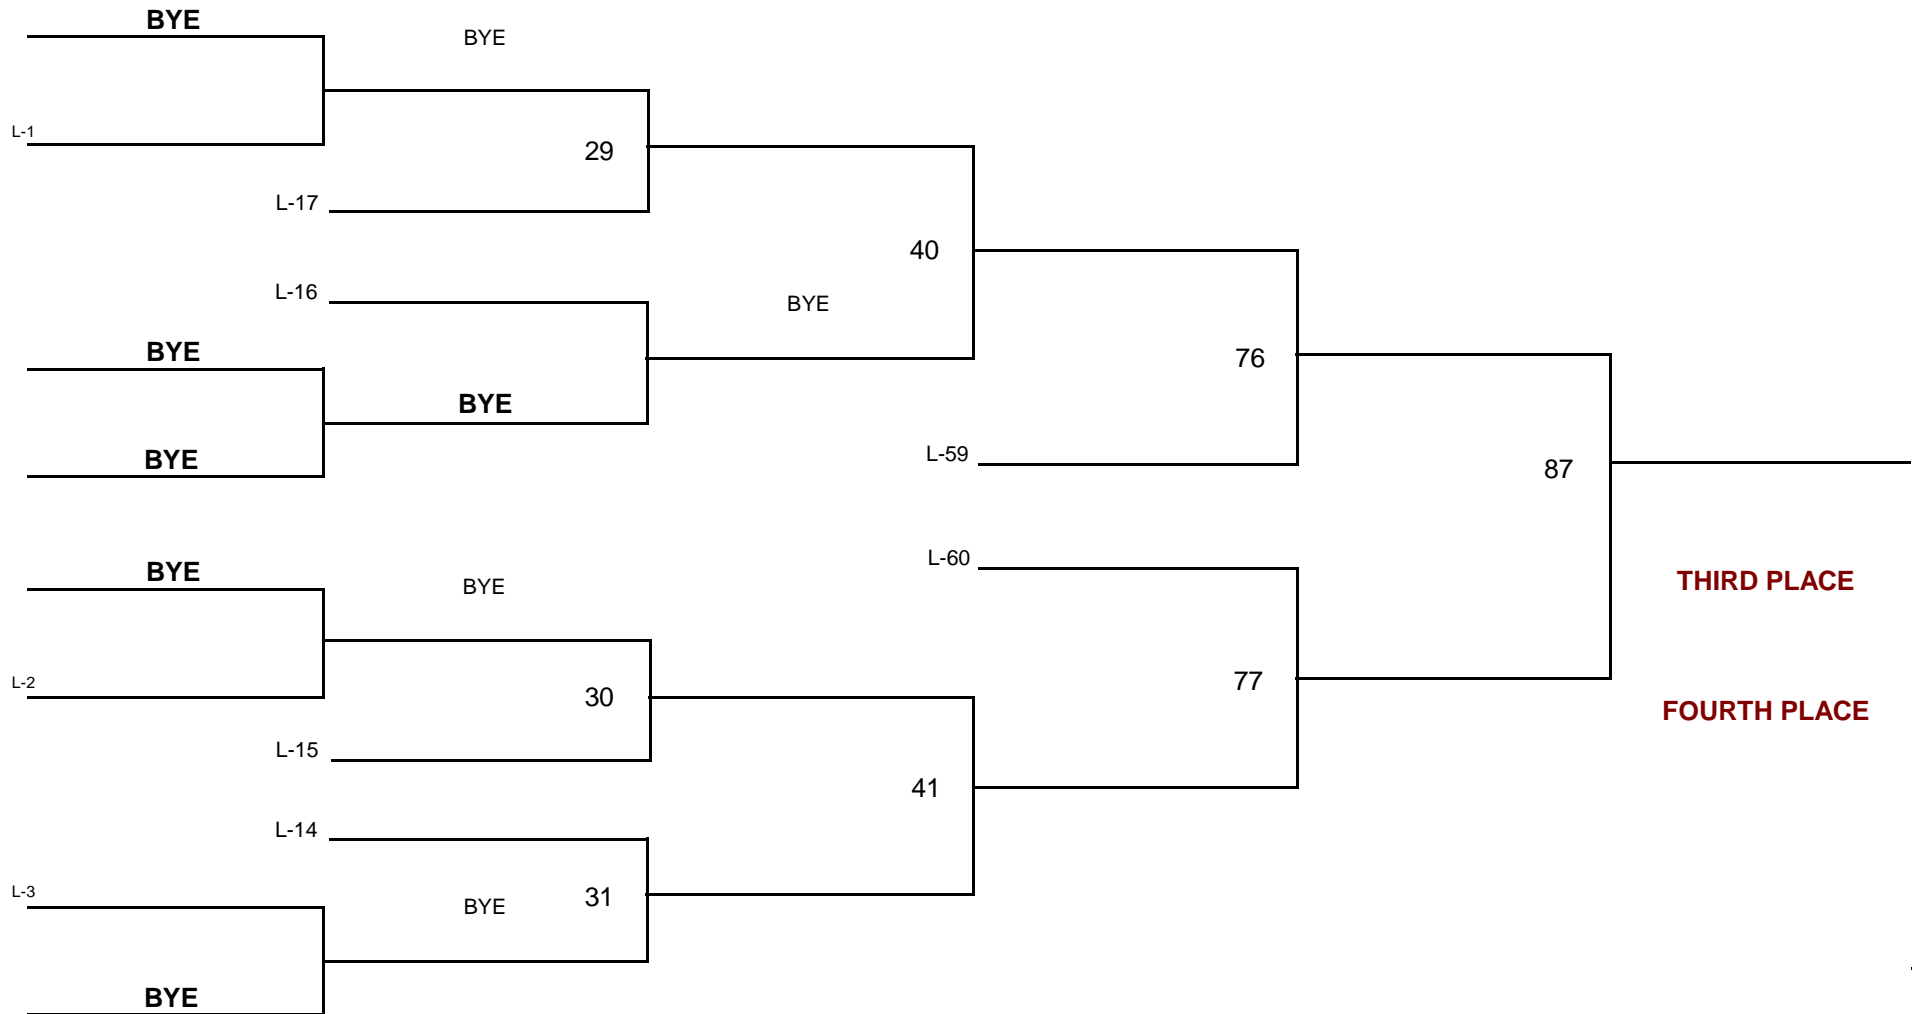 BYE
BYE
L-1
29
L-17
40
L-16
BYE
BYE
76
BYE
L-59
BYE
87
L-60
BYE
BYE
THIRD PLACE
L-2
77
30
FOURTH PLACE
L-15
41
L-14
L-3
31
BYE
BYE